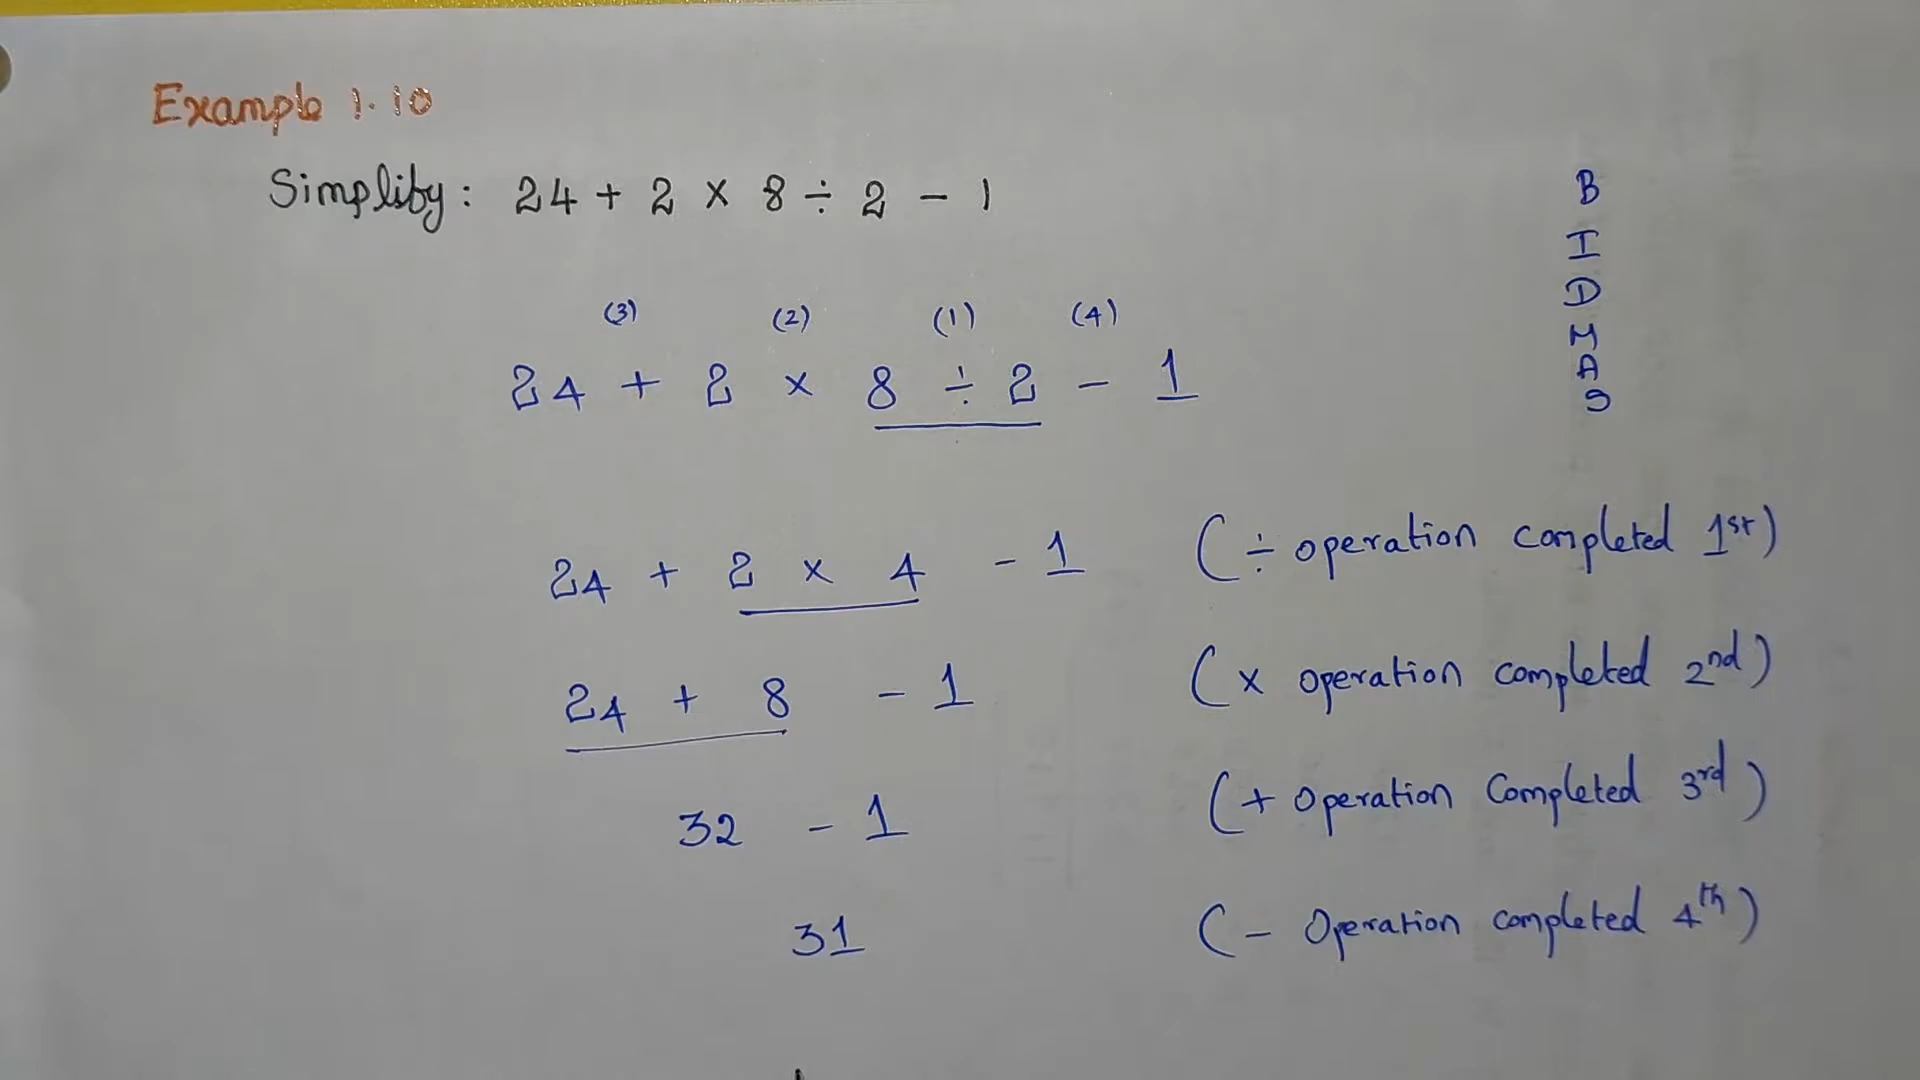 Example 1.10
Simplify: 24 + 2 × 8 ÷ 2 - 1
B
I
D
M
A
S
(3) (2) (1) (4)
24 + 2 × 8 ÷ 2 - 1
24 + 2 × 4 - 1 (÷ operation completed 1st)
24 + 8 - 1 (× operation completed 2nd)
32 - 1 (+ Operation Completed 3rd)
31 (- Operation completed 4th)